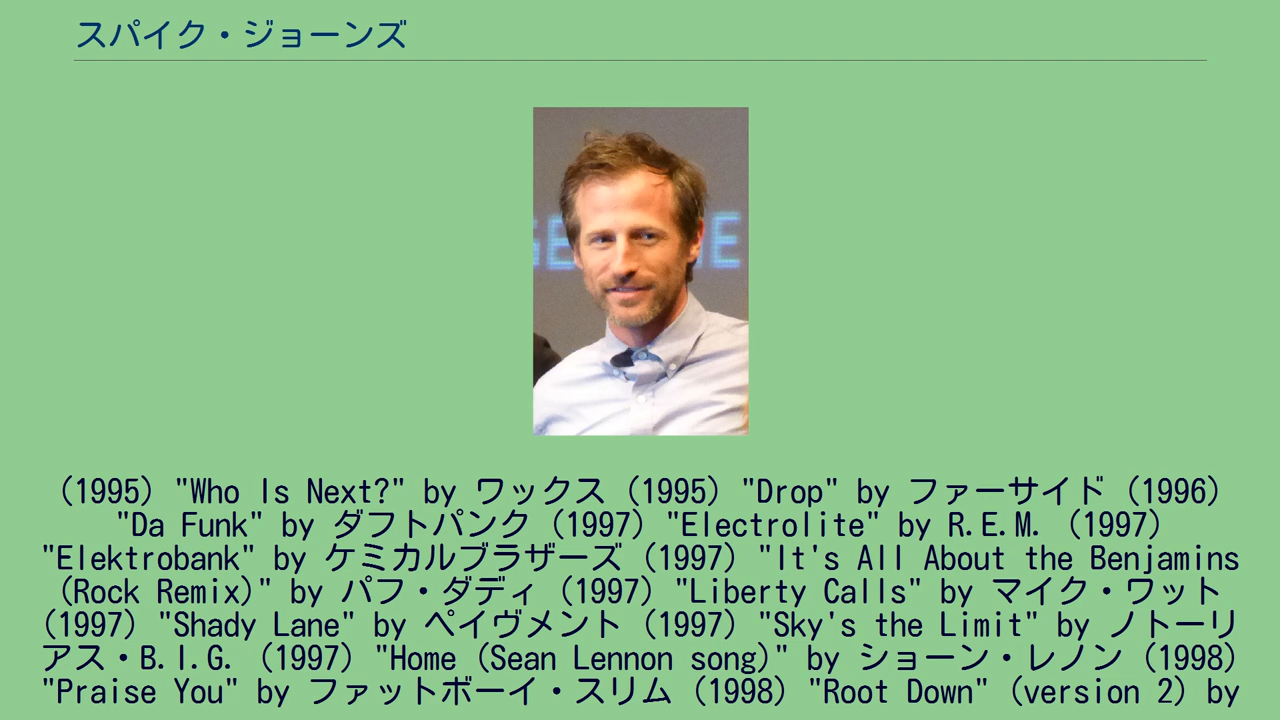 スパイク・ジョーンズ
(1995) "Who Is Next?" by ワックス (1995) "Drop" by ファーサイド (1996)
"Da Funk" by ダフトパンク (1997) "Electrolite" by R.E.M. (1997)
"Elektrobank" by ケミカルブラザーズ (1997) "It's All About the Benjamins
(Rock Remix)" by パフ・ダディ (1997) "Liberty Calls" by マイク・ワット
(1997) "Shady Lane" by ペイヴメント (1997) "Sky's the Limit" by ノトーリ
アス・B.I.G. (1997) "Home (Sean Lennon song)" by ショーン・レノン (1998)
"Praise You" by ファットボーイ・スリム (1998) "Root Down" (version 2) by